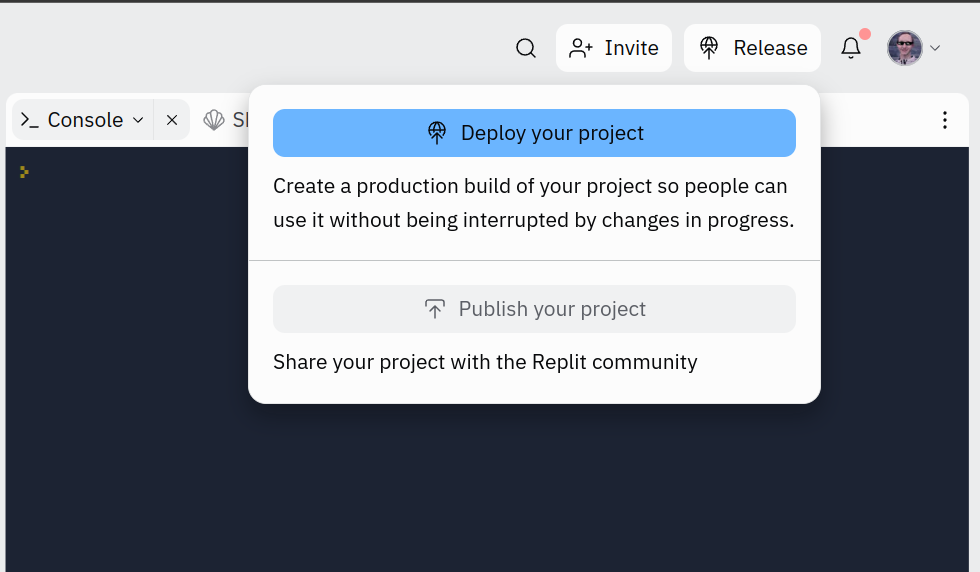 Invite
Release
Console
Deploy your project
Create a production build of your project so people can
use it without being interrupted by changes in progress.
Publish your project
Share your project with the Replit community